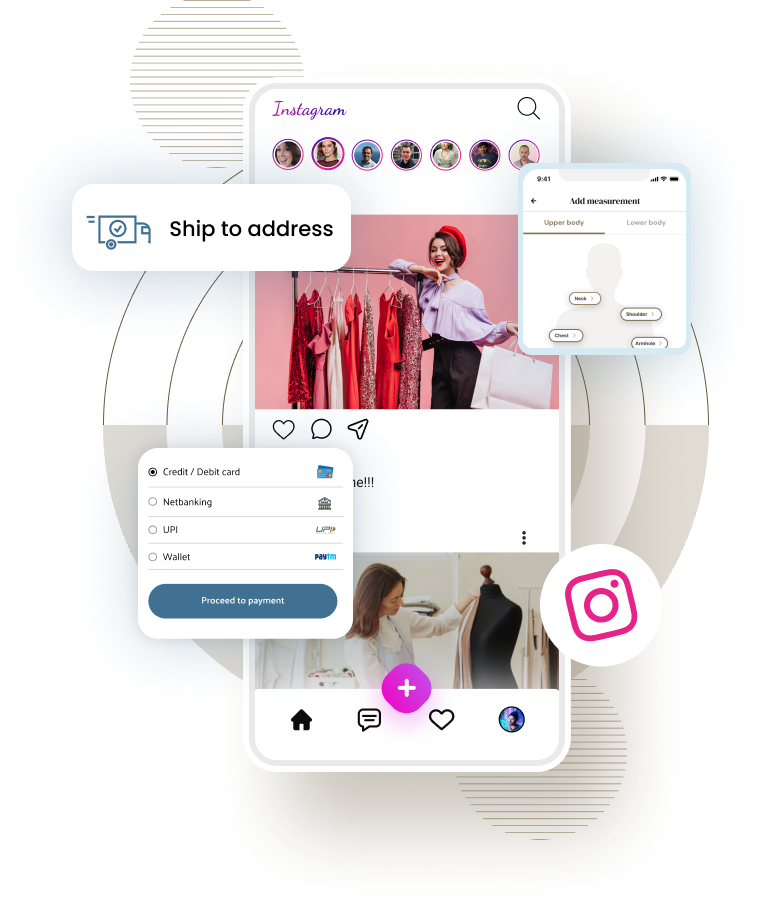 Instagram
9:41
Add measurement
Upper body
Lower body
Ship to address
Neck
Shoulder
Chest
Armhole
Credit / Debit card
Netbanking
UPI
UPI
Wallet
Paytm
Proceed to payment
ne!!!